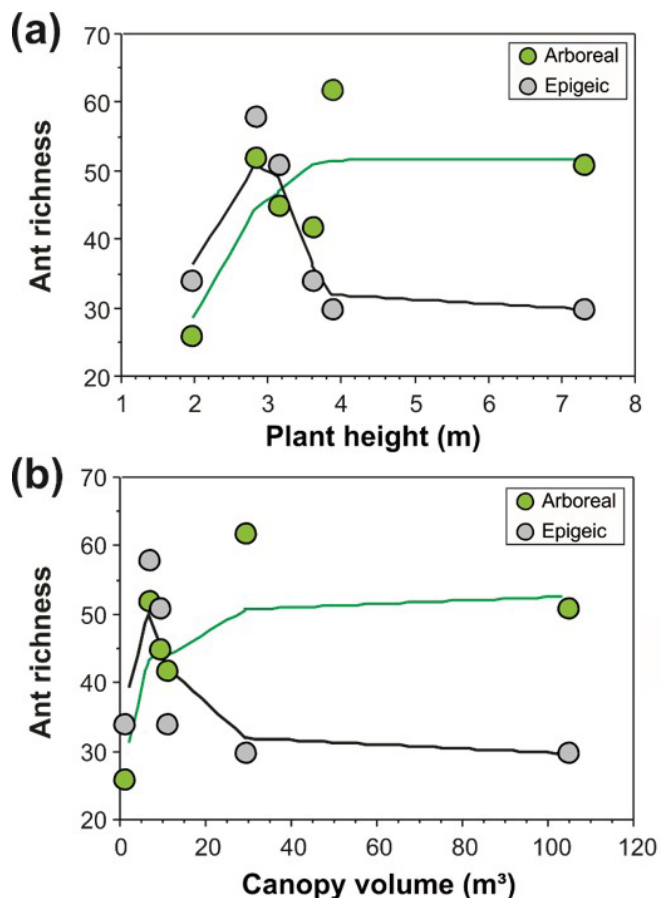 (a)
70
60
50
40
30
20
Ant richness
Arboreal
Epigeic
1 2 3 4 5 6 7 8
Plant height (m)
(b)
70
60
50
40
30
20
Ant richness
Arboreal
Epigeic
0 20 40 60 80 100 120
Canopy volume (m³)